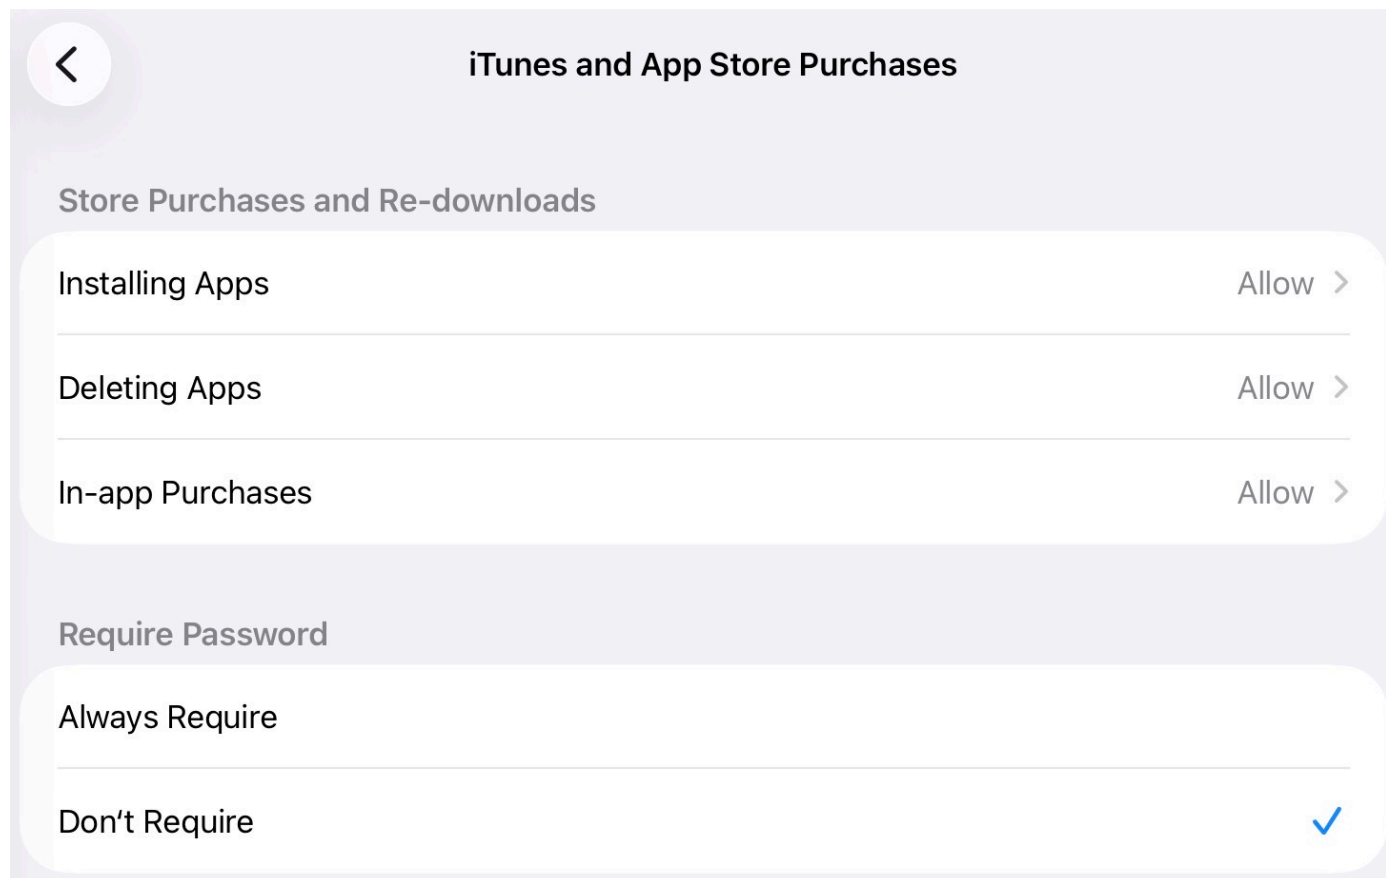 iTunes and App Store Purchases
Store Purchases and Re-downloads
Installing Apps Allow
Deleting Apps Allow
In-app Purchases Allow
Require Password
Always Require
Don‘t Require